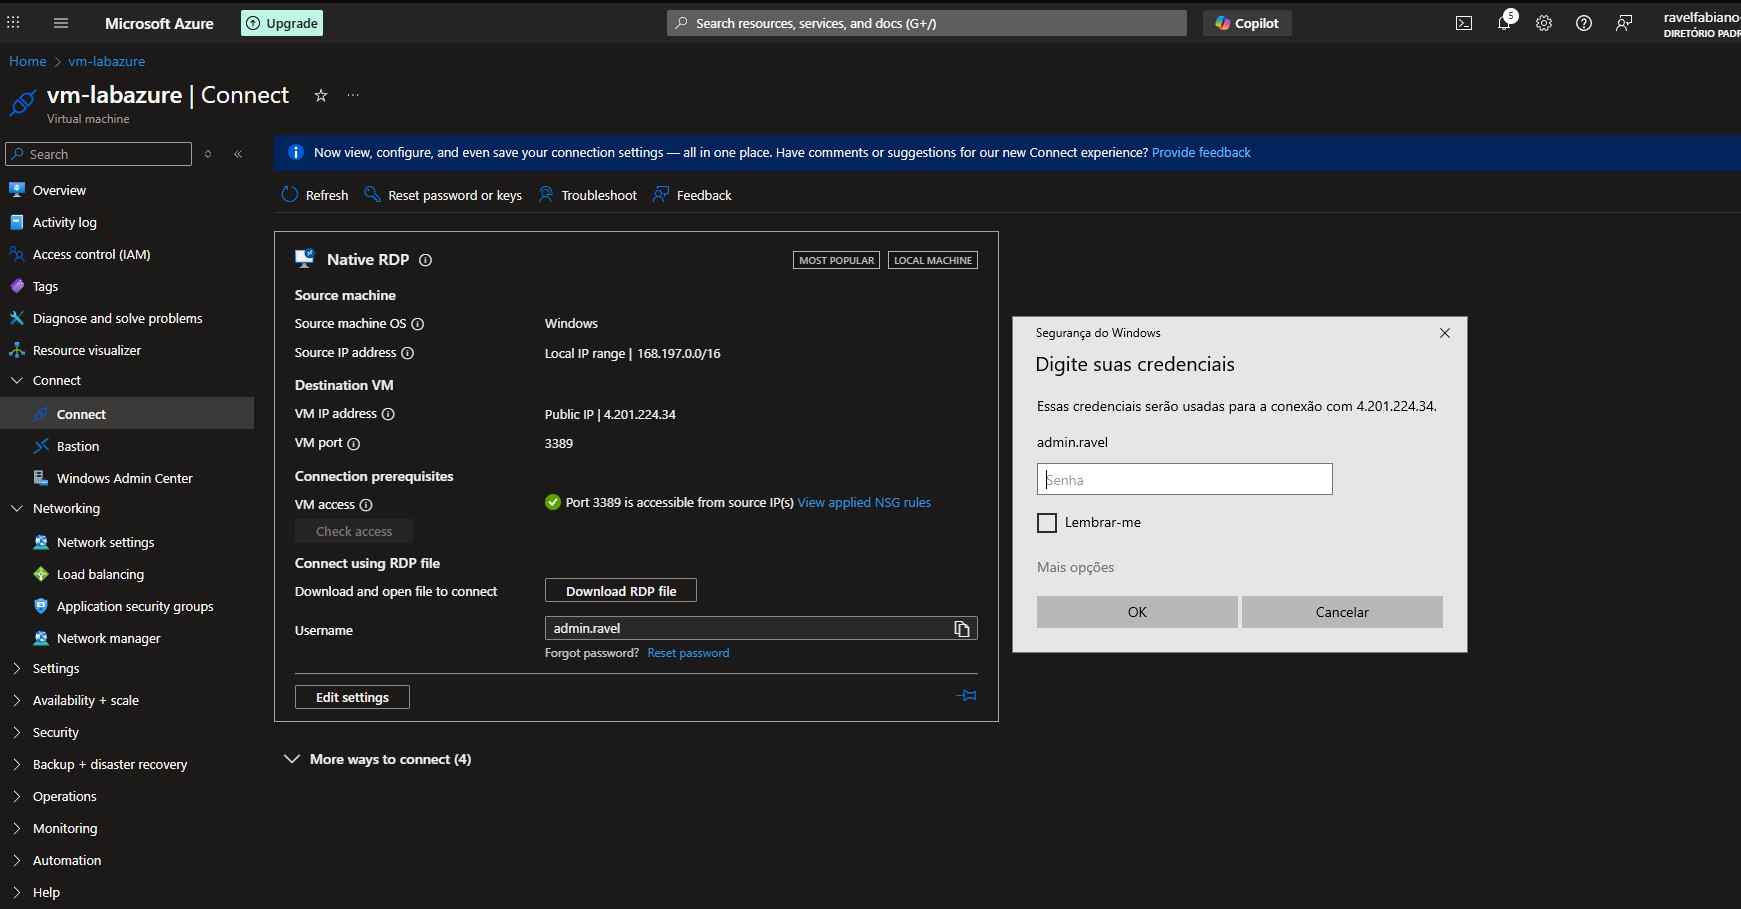 Microsoft Azure
Upgrade
Search resources, services, and docs (G+/)
Copilot
5
ravelfabiano
DIRETÓRIO PADR
Home > vm-labazure
vm-labazure | Connect
Virtual machine
Search
Now view, configure, and even save your connection settings — all in one place. Have comments or suggestions for our new Connect experience? Provide feedback
Refresh
Reset password or keys
Troubleshoot
Feedback
Overview
Activity log
Access control (IAM)
Tags
Diagnose and solve problems
Resource visualizer
Connect
Connect
Bastion
Windows Admin Center
Networking
Network settings
Load balancing
Application security groups
Network manager
Settings
Availability + scale
Security
Backup + disaster recovery
Operations
Monitoring
Automation
Help
Native RDP
MOST POPULAR
LOCAL MACHINE
Source machine
Source machine OS
Windows
Source IP address
Local IP range | 168.197.0.0/16
Destination VM
VM IP address
Public IP | 4.201.224.34
VM port
3389
Connection prerequisites
VM access
Port 3389 is accessible from source IP(s) View applied NSG rules
Check access
Connect using RDP file
Download and open file to connect
Download RDP file
Username
admin.ravel
Forgot password? Reset password
Edit settings
More ways to connect (4)
Segurança do Windows
Digite suas credenciais
Essas credenciais serão usadas para a conexão com 4.201.224.34.
admin.ravel
Senha
Lembrar-me
Mais opções
OK
Cancelar